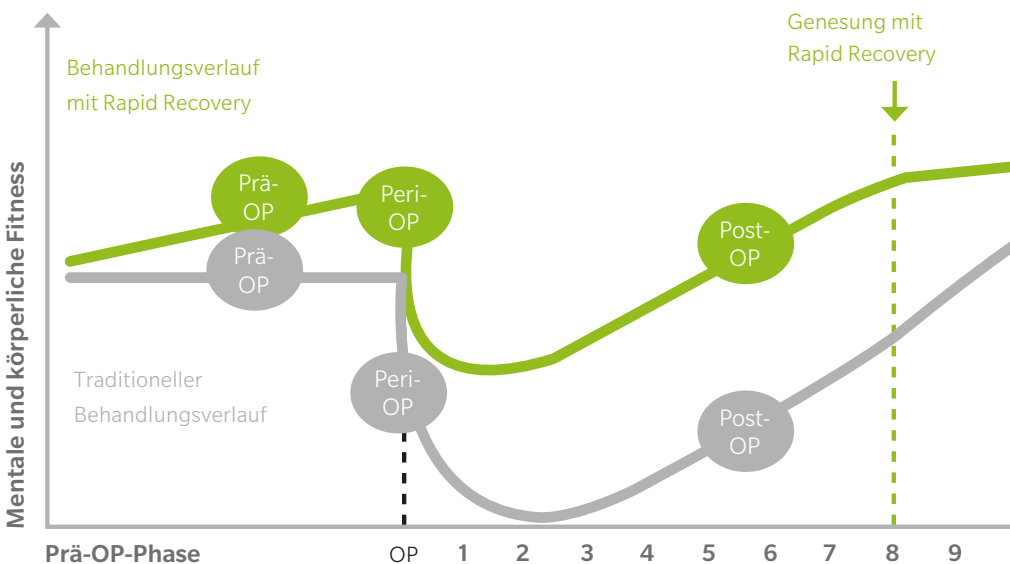 Genesung mit
Rapid Recovery
Behandlungsverlauf
mit Rapid Recovery
Prä-
OP
Peri-
OP
Post-
OP
Prä-
OP
Peri-
OP
Post-
OP
Traditioneller
Behandlungsverlauf
Mentale und körperliche Fitness
Prä-OP-Phase OP 1 2 3 4 5 6 7 8 9